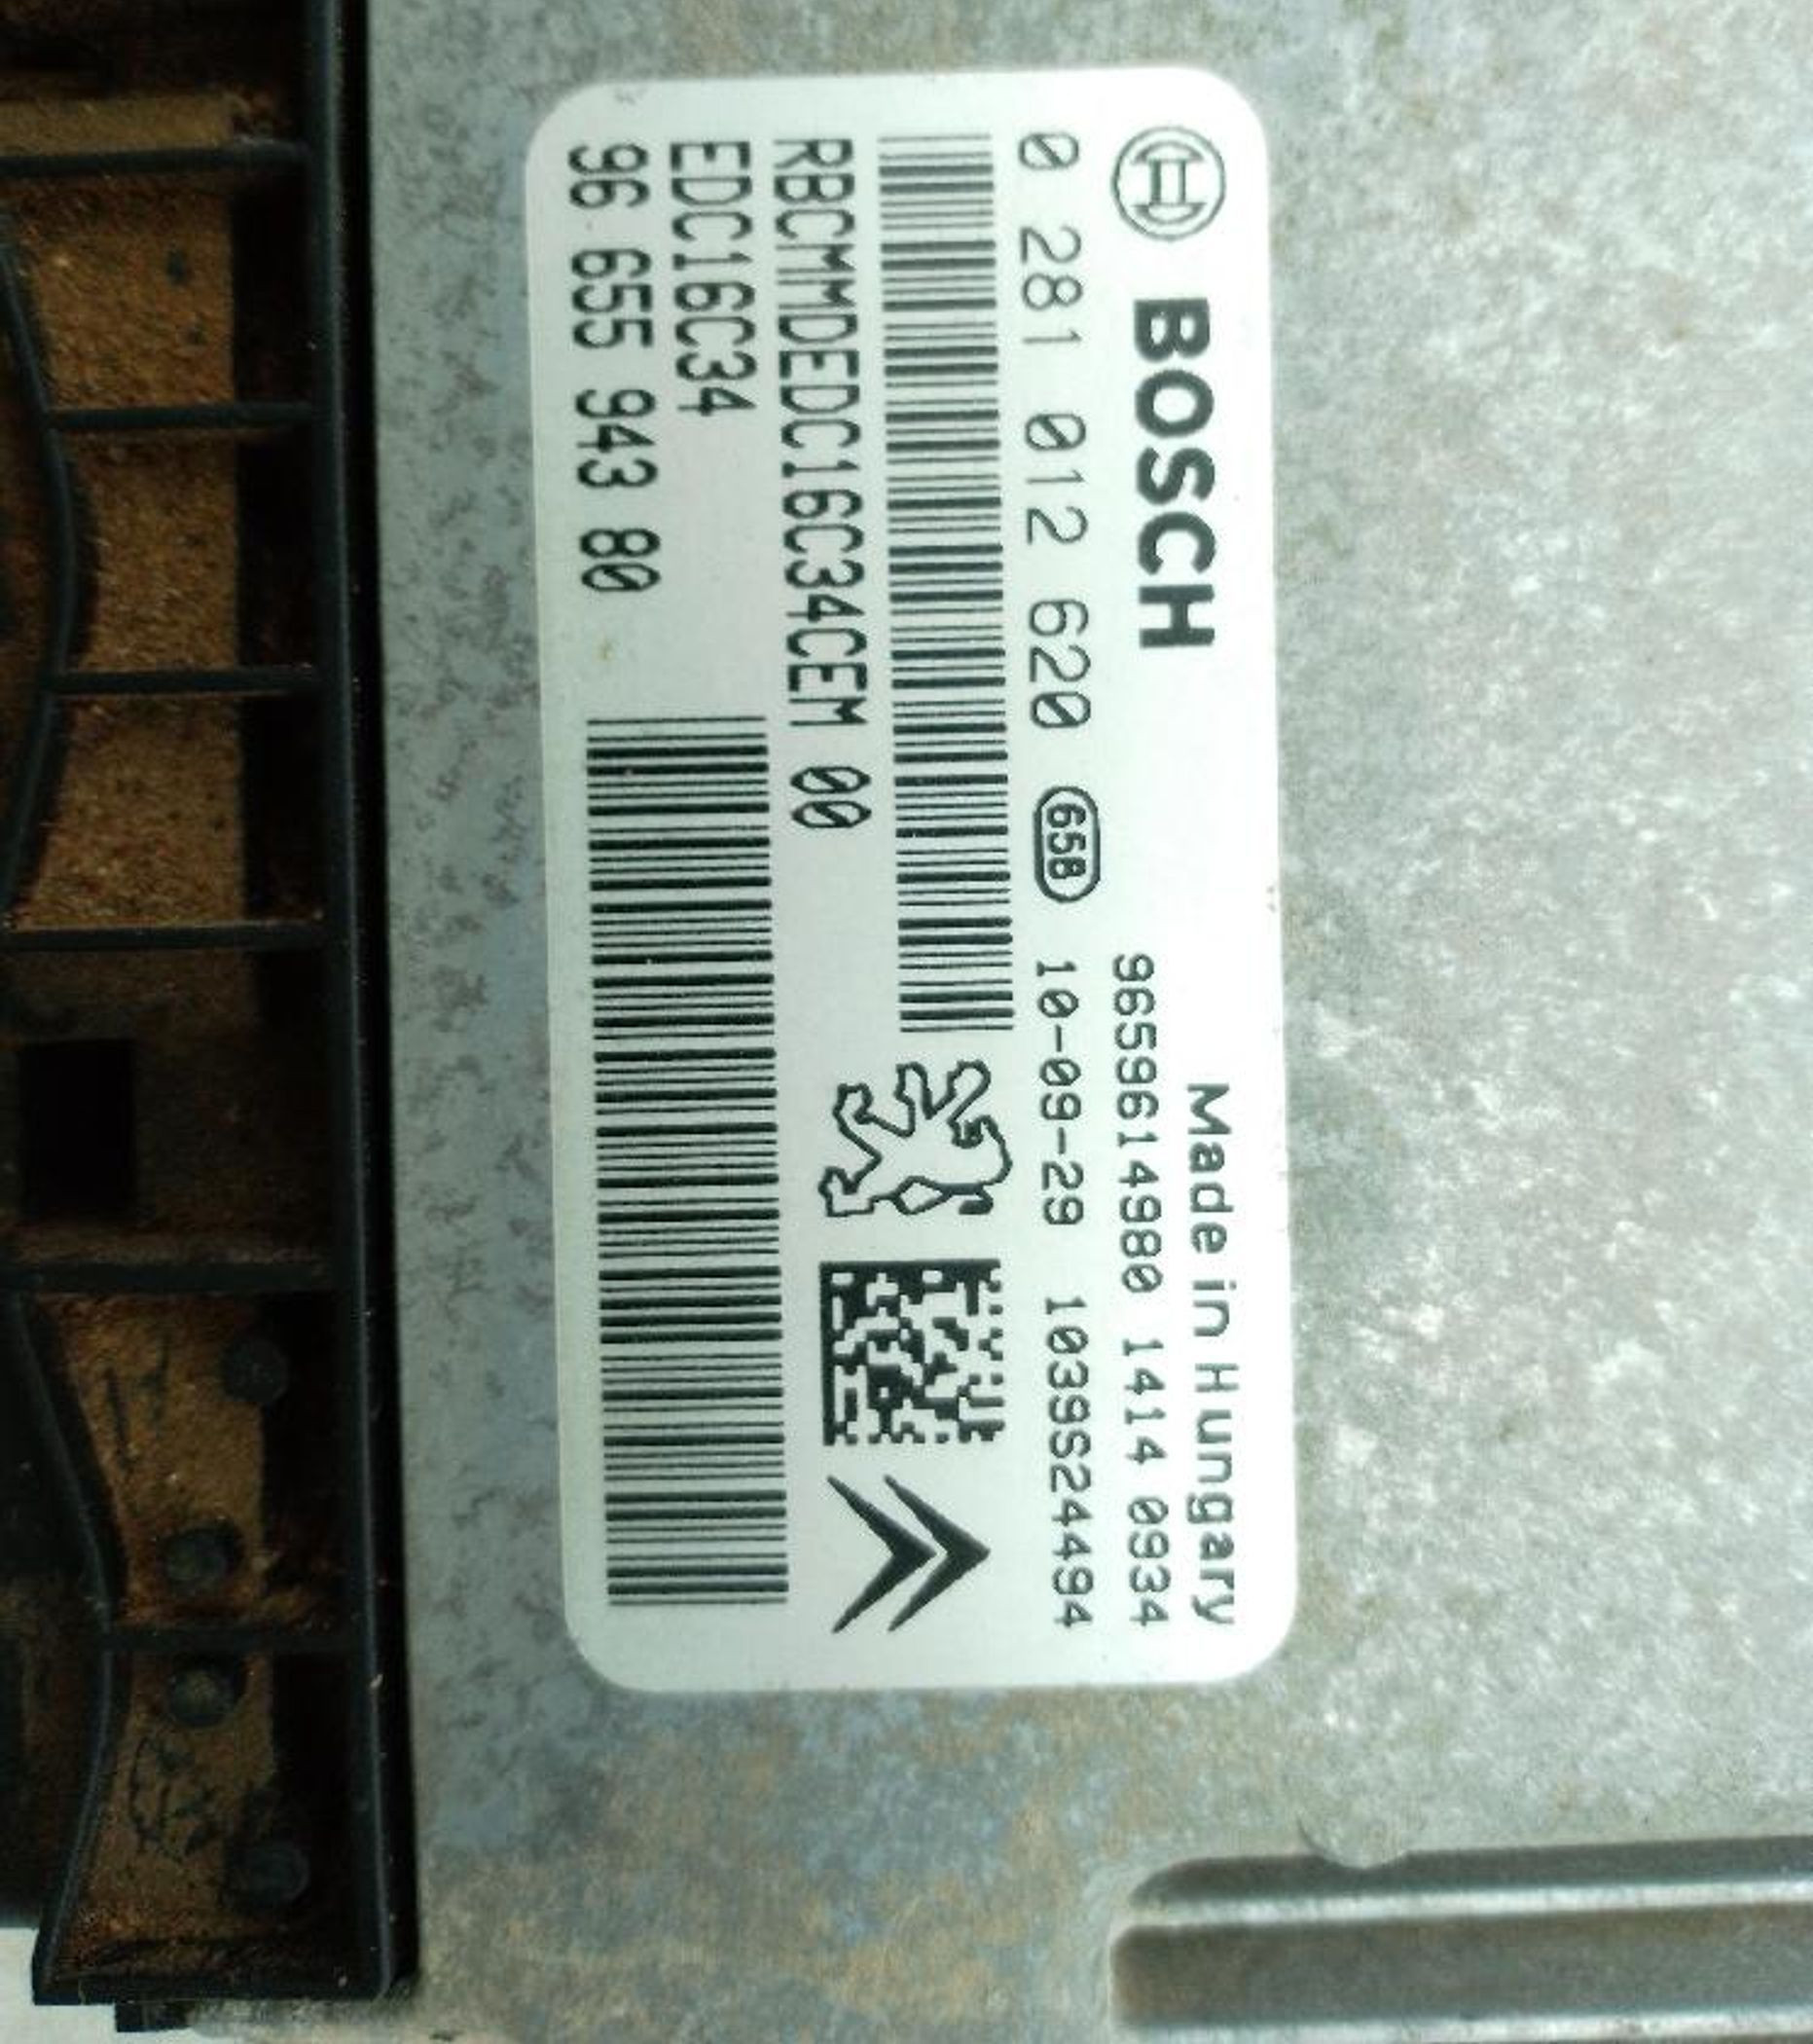 BOSCH
Made in Hungary
9659614980 1414 0934
0 281 012 620 65B 10-09-29 1039S24494
RBCMMDEDC16C34CEM 00
EDC16C34
96 655 943 80